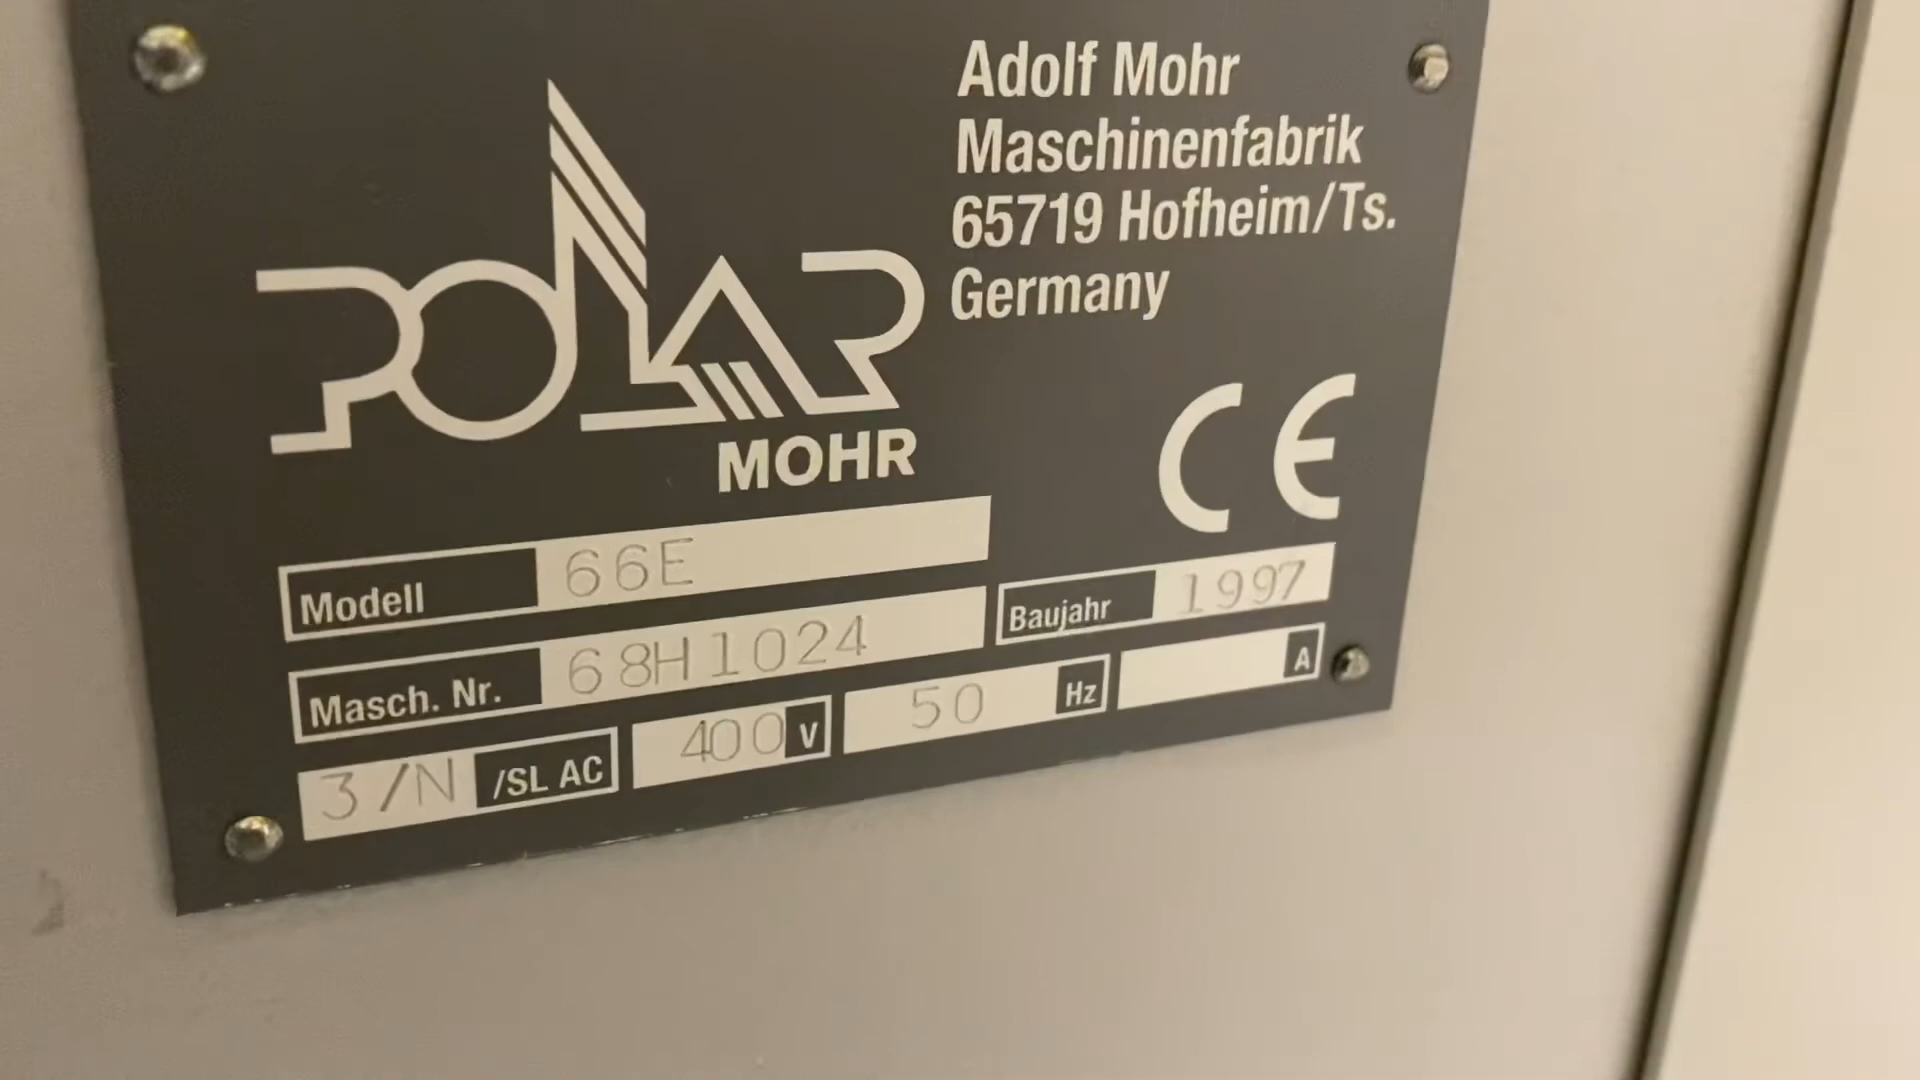 Adolf Mohr
Maschinenfabrik
65719 Hofheim/Ts.
Germany
POLAR
MOHR
CE
Modell 66E
Masch. Nr. 68H1024
Baujahr 1997
3/N /SL AC 400 V 50 Hz A